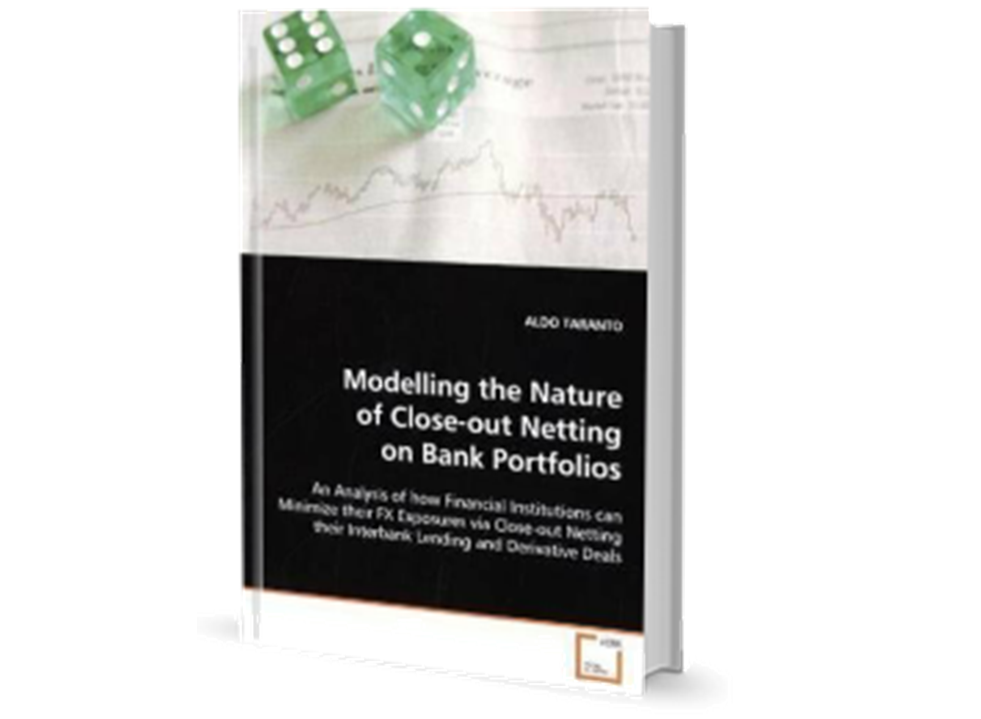 ALDO TARANTO
Modelling the Nature
of Close-out Netting
on Bank Portfolios
An Analysis of how Financial Institutions can
Minimize their FX Exposures via Close-out Netting
their Interbank Lending and Derivative Deals